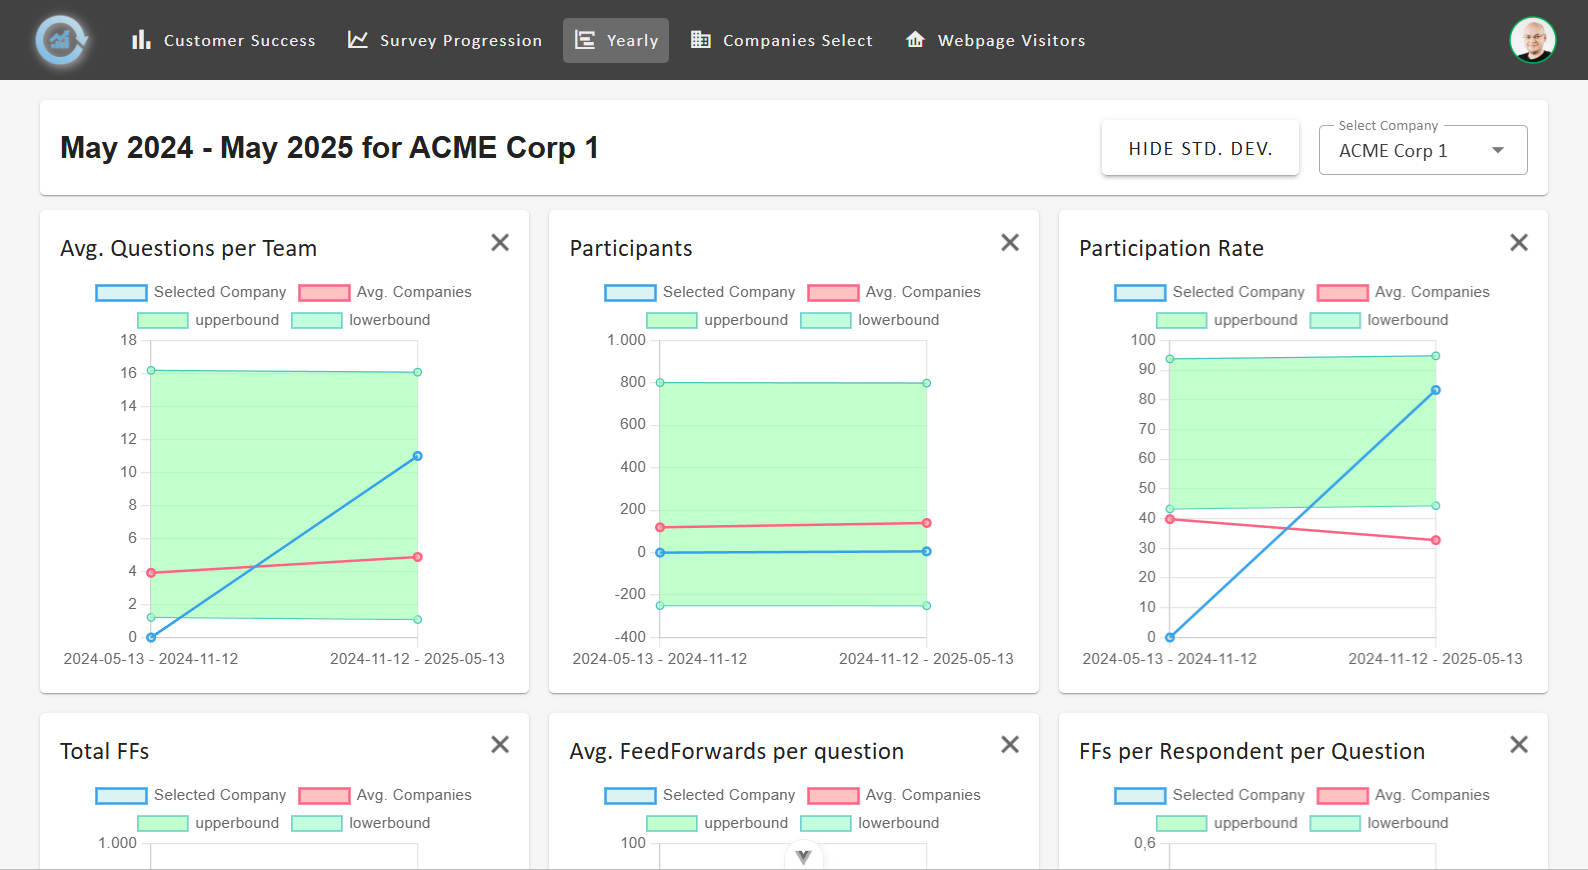 Customer Success
Survey Progression
Yearly
Companies Select
Webpage Visitors
May 2024 - May 2025 for ACME Corp 1
HIDE STD. DEV.
Select Company
ACME Corp 1
Avg. Questions per Team
Selected Company
Avg. Companies
upperbound
lowerbound
18
16
14
12
10
8
6
4
2
0
2024-05-13 - 2024-11-12
2024-11-12 - 2025-05-13
Participants
Selected Company
Avg. Companies
upperbound
lowerbound
1.000
800
600
400
200
0
-200
-400
2024-05-13 - 2024-11-12
2024-11-12 - 2025-05-13
Participation Rate
Selected Company
Avg. Companies
upperbound
lowerbound
100
90
80
70
60
50
40
30
20
10
0
2024-05-13 - 2024-11-12
2024-11-12 - 2025-05-13
Total FFs
Selected Company
Avg. Companies
upperbound
lowerbound
1.000
Avg. FeedForwards per question
Selected Company
Avg. Companies
upperbound
lowerbound
100
FFs per Respondent per Question
Selected Company
Avg. Companies
upperbound
lowerbound
0,6